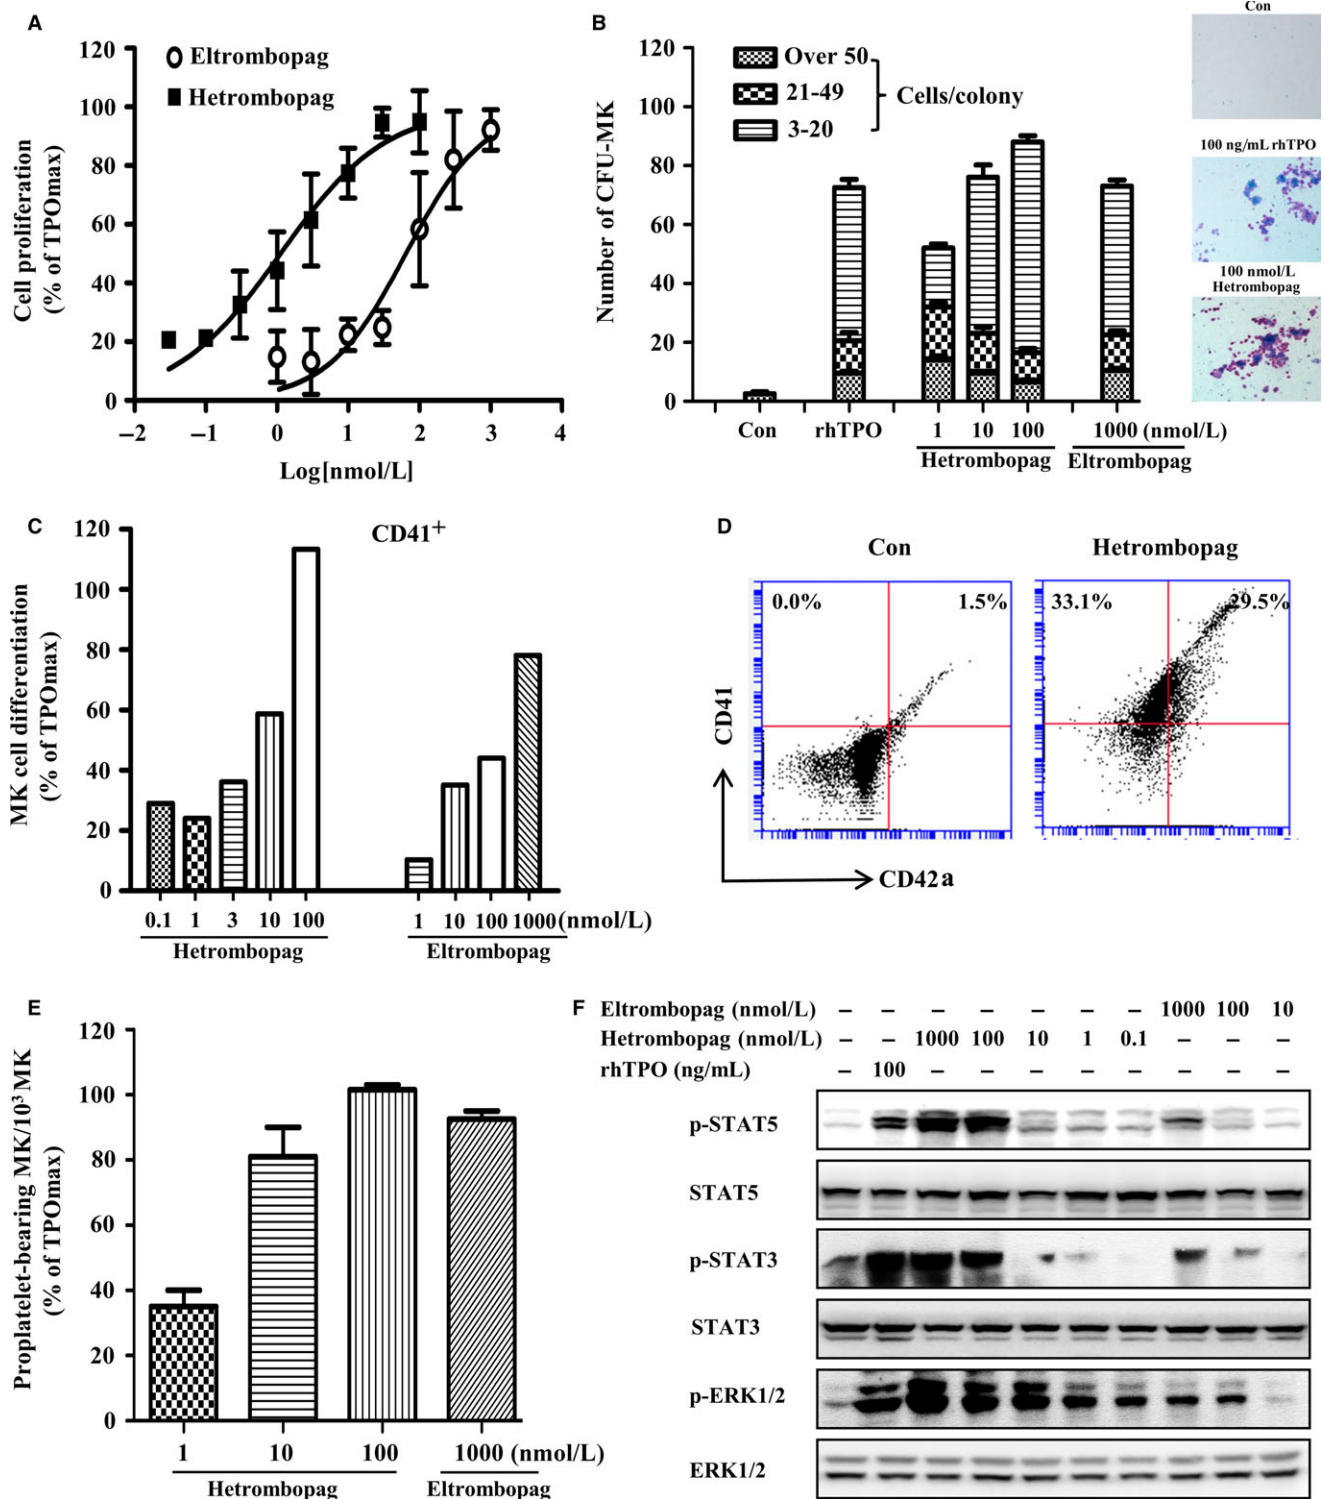 A
120
100
80
60
40
20
0
Cell proliferation
(% of TPOmax)
Eltrombopag
Hetrombopag
−2 −1 0 1 2 3 4
Log[nmol/L]
B
120
100
80
60
40
20
0
Number of CFU-MK
Over 50
21-49
3-20
Cells/colony
Con rhTPO 1 10 100 1000 (nmol/L)
Hetrombopag Eltrombopag
Con
100 ng/mL rhTPO
100 nmol/L
Hetrombopag
C
120
100
80
60
40
20
0
MK cell differentiation
(% of TPOmax)
CD41+
0.1 1 3 10 100 1 10 100 1000(nmol/L)
Hetrombopag Eltrombopag
D
Con Hetrombopag
0.0% 1.5% 33.1% 29.5%
CD41
CD42a
E
120
100
80
60
40
20
0
Proplatelet-bearing MK/10³ MK
(% of TPOmax)
1 10 100 1000 (nmol/L)
Hetrombopag Eltrombopag
F
Eltrombopag (nmol/L) – – – – – – – 1000 100 10
Hetrombopag (nmol/L) – – 1000 100 10 1 0.1 – – –
rhTPO (ng/mL) – 100 – – – – – – – –
p-STAT5
STAT5
p-STAT3
STAT3
p-ERK1/2
ERK1/2